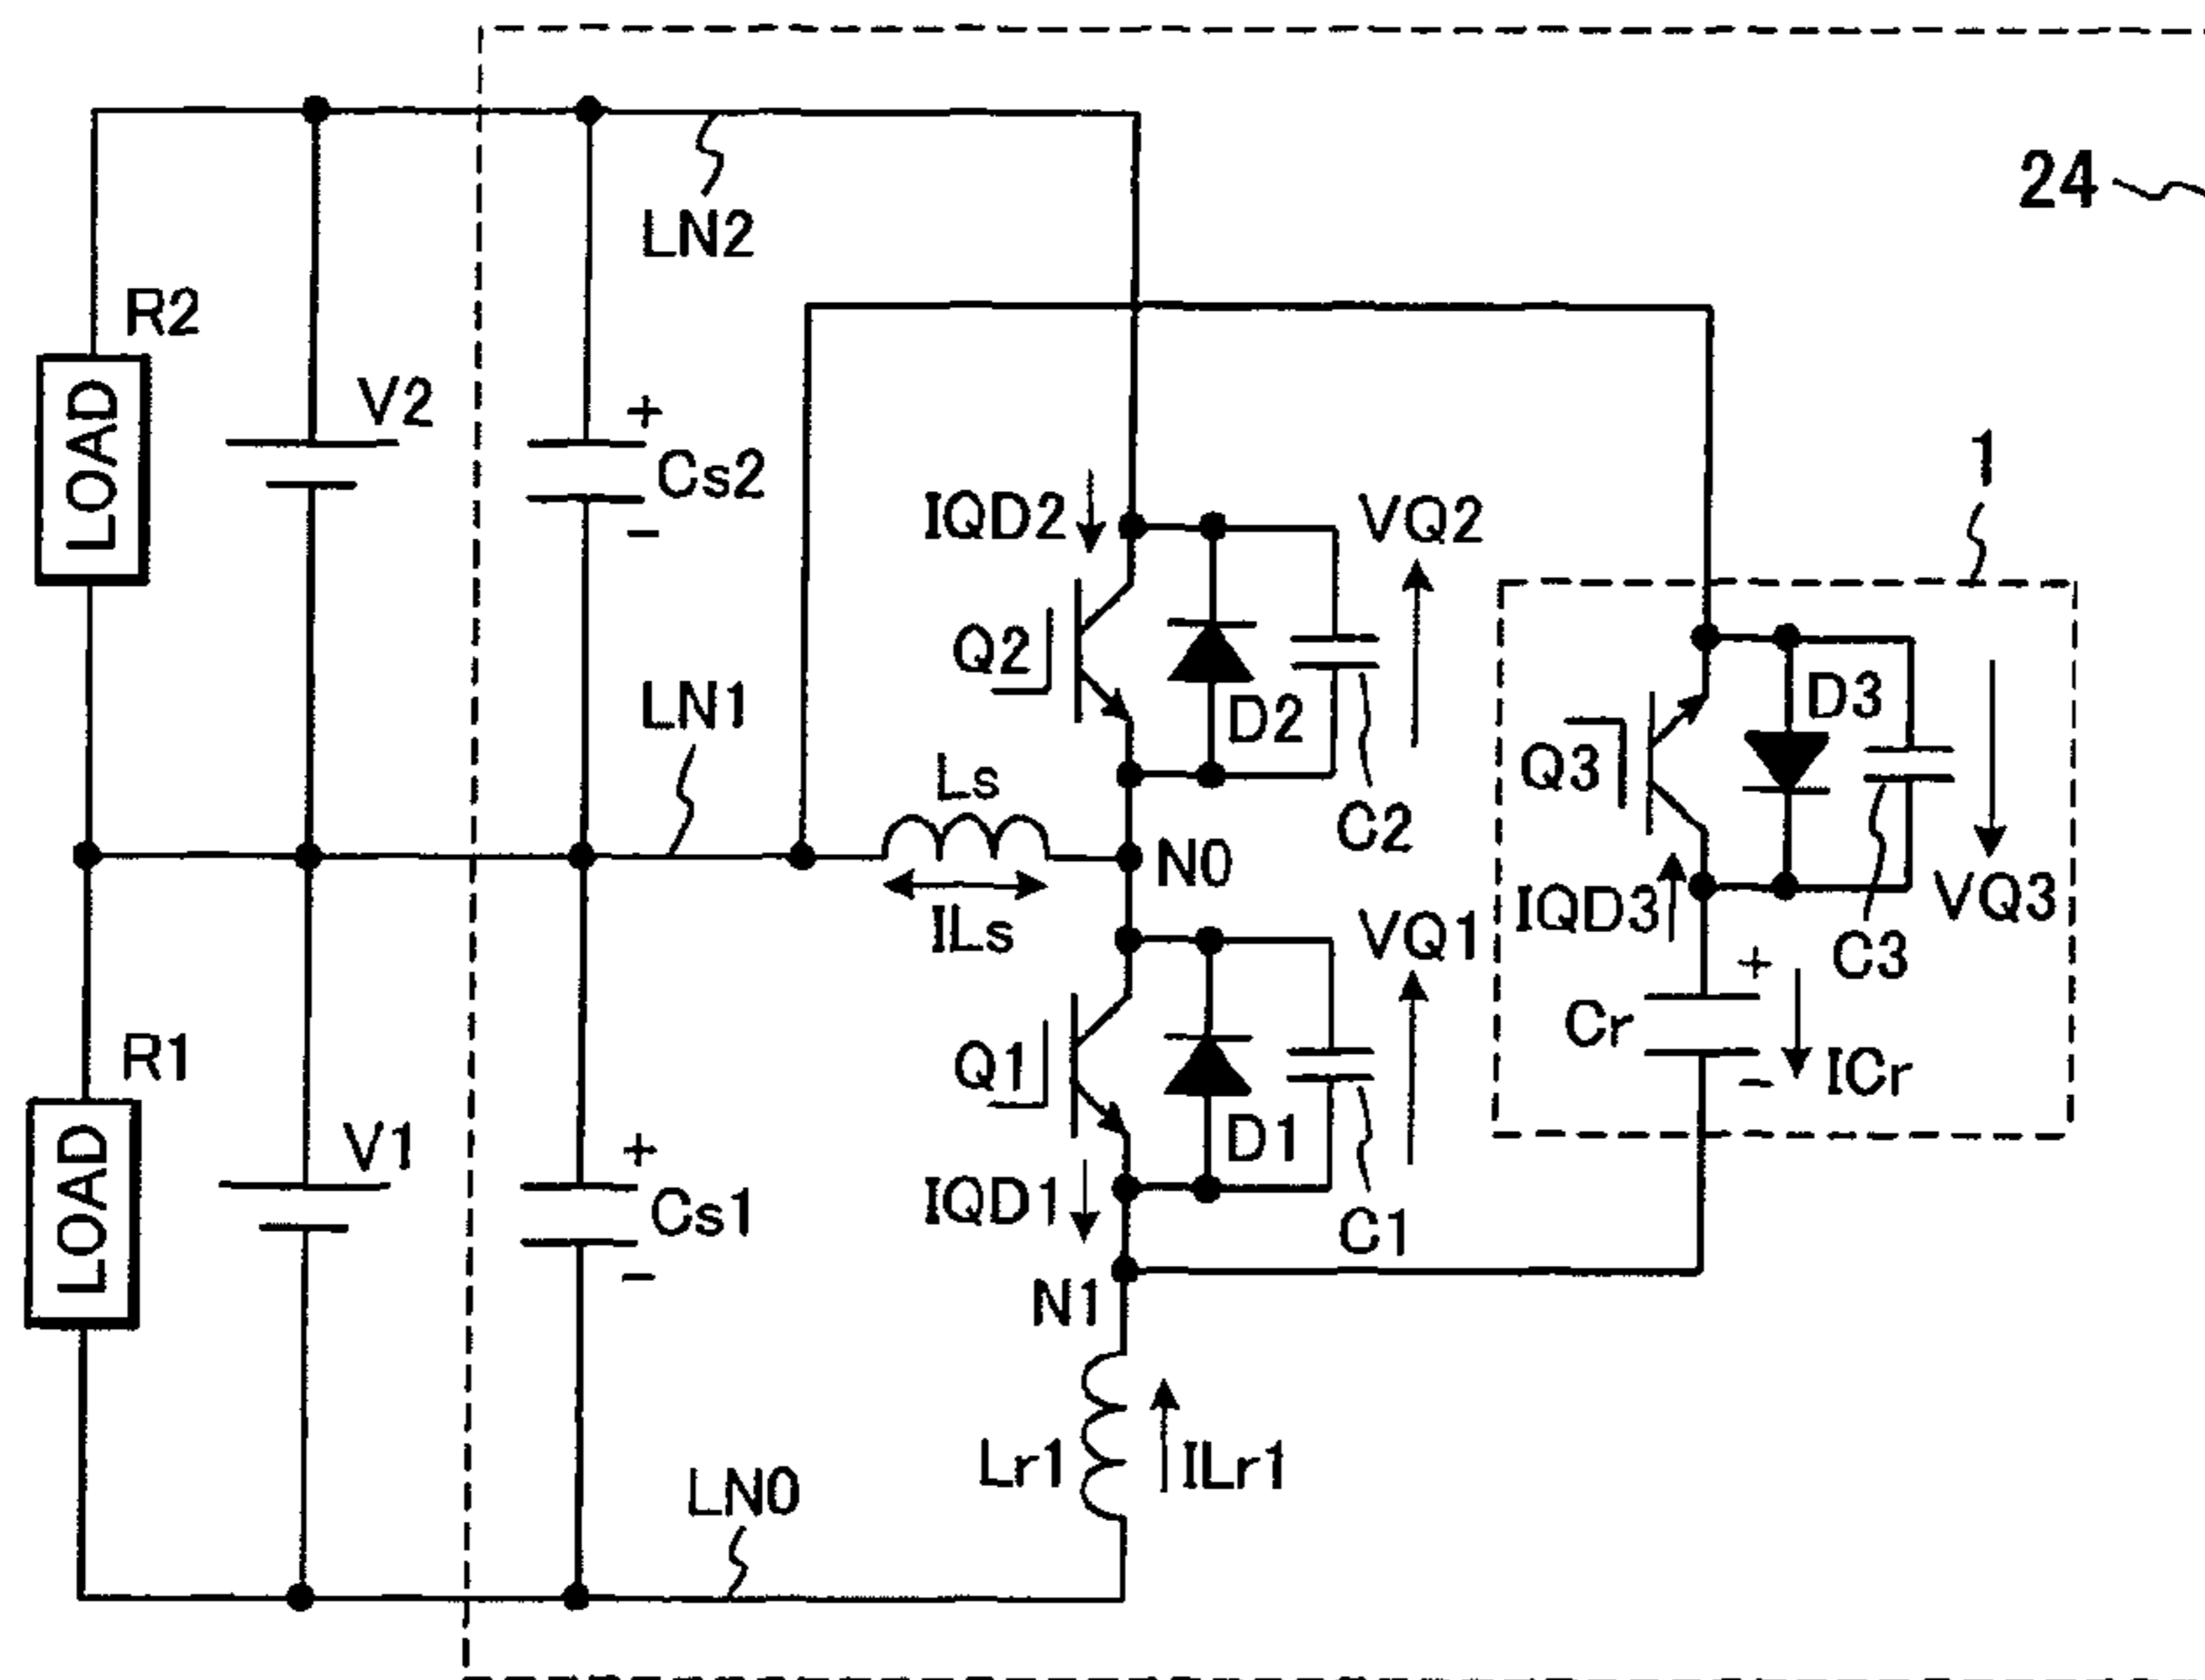 24
LN2
R2
LOAD
V2
+
Cs2
−
1
IQD2
VQ2
Q2
D2
C2
LN1
D3
Q3
Ls
N0
ILs
VQ3
IQD3
C3
VQ1
+
Cr
ICr
−
R1
LOAD
V1
Q1
D1
+
Cs1
−
IQD1
C1
N1
Lr1
ILr1
LN0